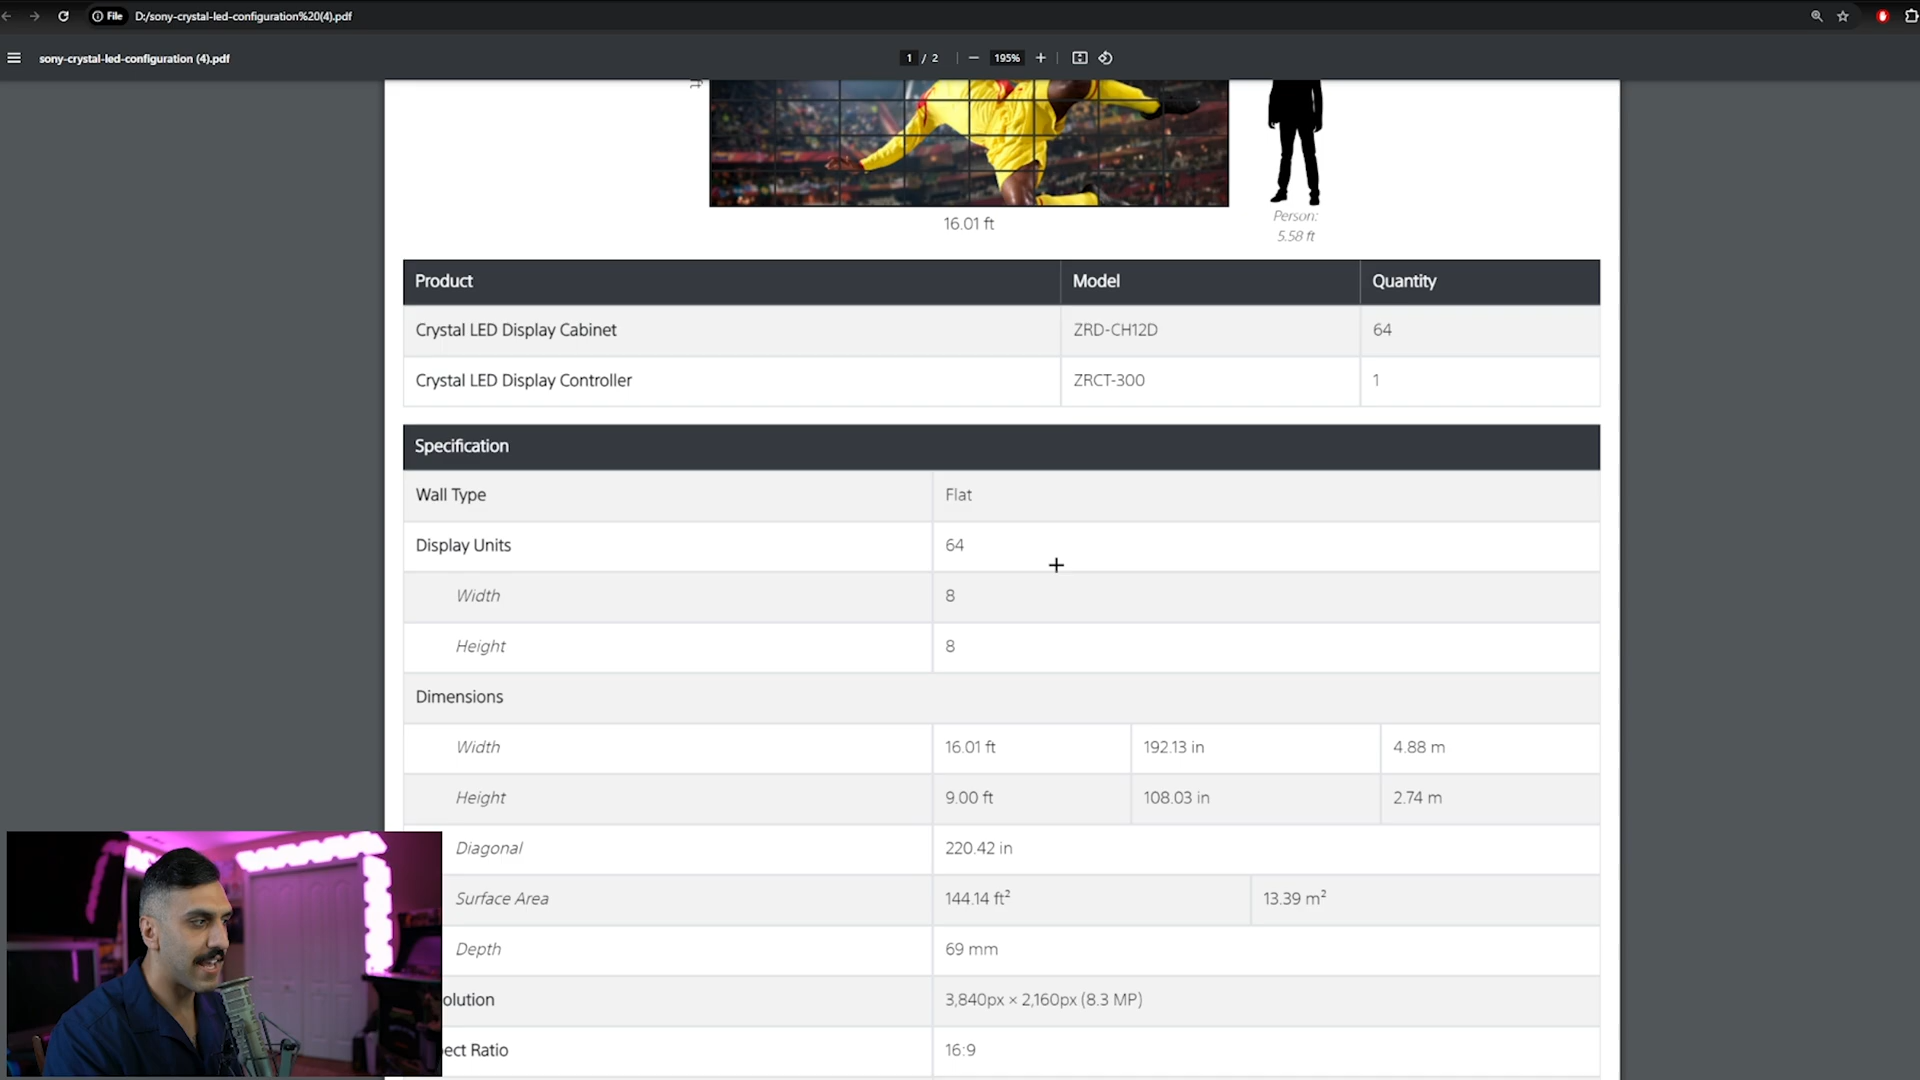 File D:/sony-crystal-led-configuration%20(4).pdf
sony-crystal-led-configuration (4).pdf
1 / 2 195%
16.01 ft
Person:
5.58 ft
Product Model Quantity
Crystal LED Display Cabinet ZRD-CH12D 64
Crystal LED Display Controller ZRCT-300 1
Specification
Wall Type Flat
Display Units 64
Width 8
Height 8
Dimensions
Width 16.01 ft 192.13 in 4.88 m
Height 9.00 ft 108.03 in 2.74 m
Diagonal 220.42 in
Surface Area 144.14 ft² 13.39 m²
Depth 69 mm
olution 3,840px × 2,160px (8.3 MP)
ect Ratio 16:9